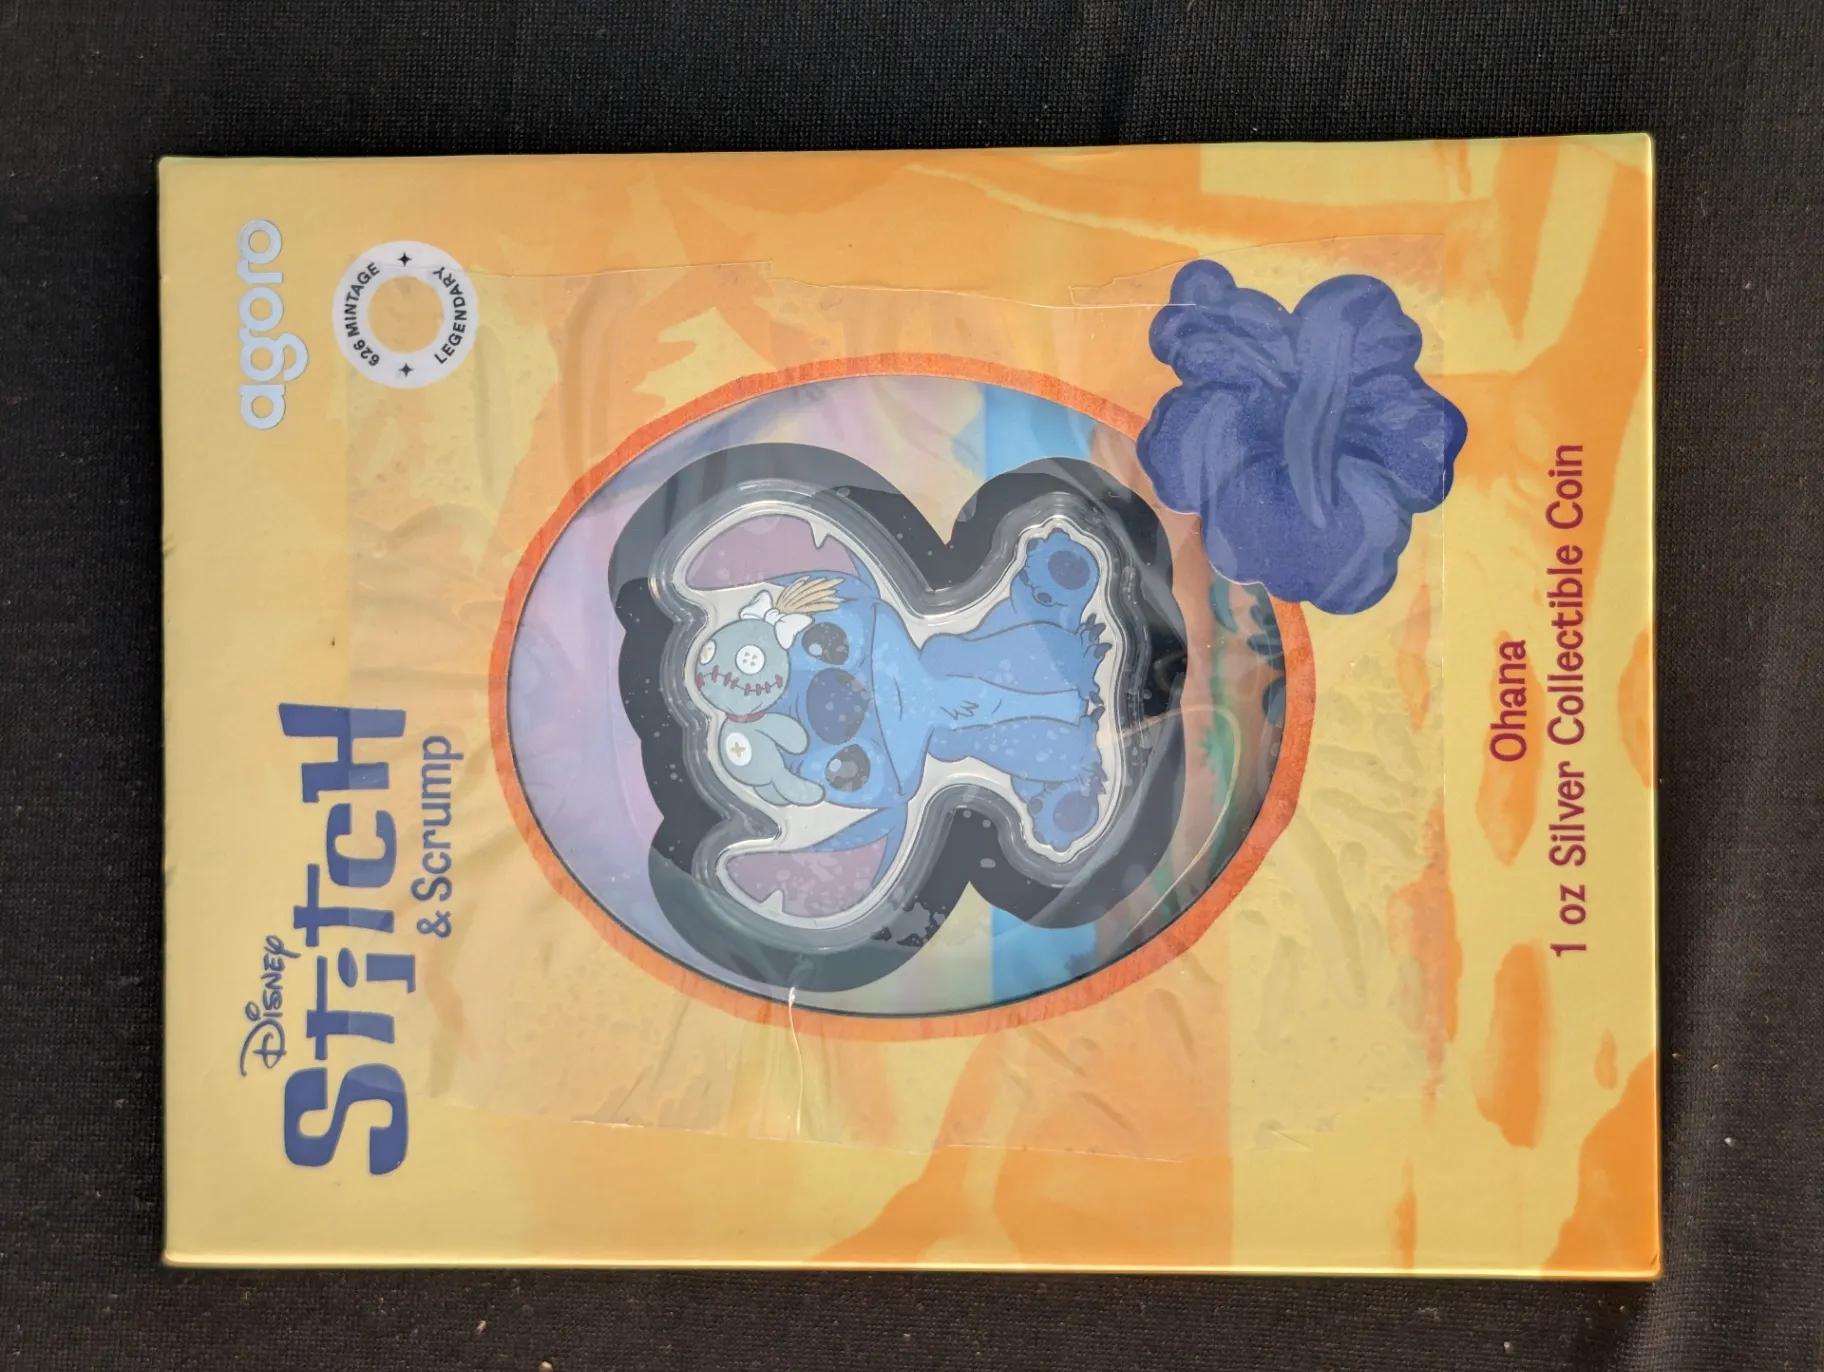 agoro
626 MINTAGE
LEGENDARY
DISNEY
STITCH
& Scrump
Ohana
1 oz Silver Collectible Coin